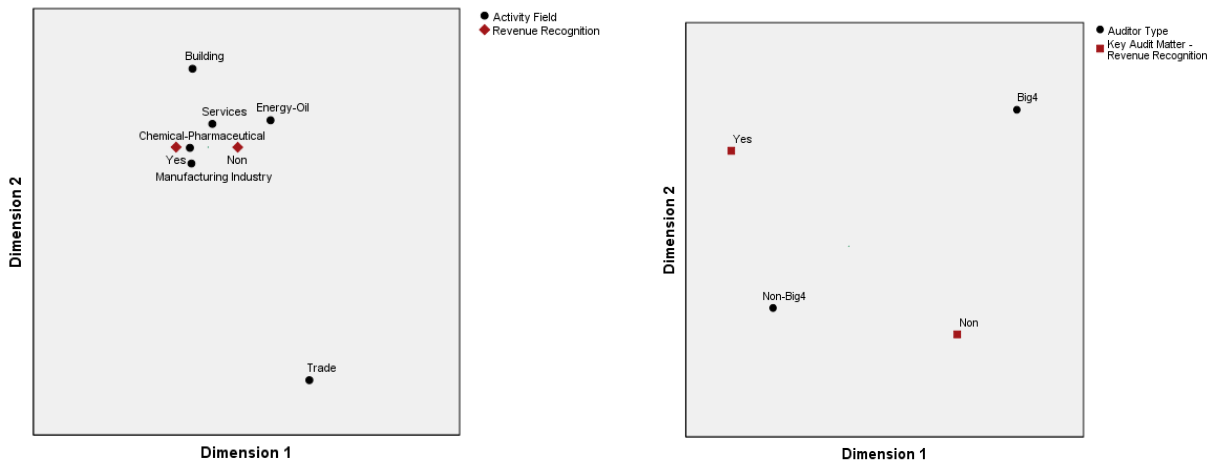 Activity Field
Revenue Recognition
Building
Services
Energy-Oil
Chemical-Pharmaceutical
Yes
Non
Manufacturing Industry
Trade
Dimension 2
Dimension 1
Auditor Type
Key Audit Matter -
Revenue Recognition
Big4
Yes
Non-Big4
Non
Dimension 2
Dimension 1